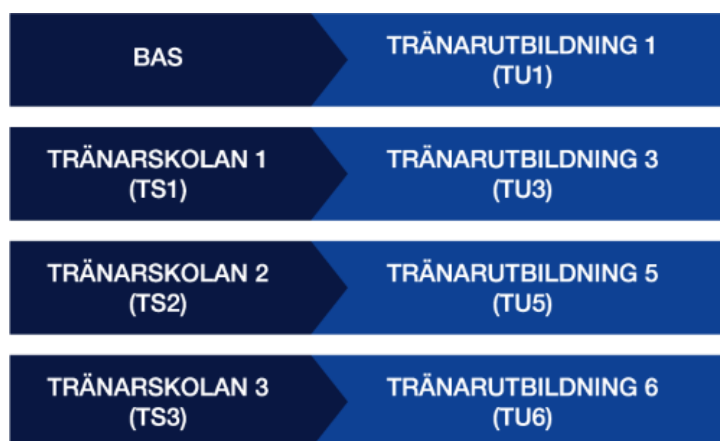 BAS
TRÄNARUTBILDNING 1
(TU1)
TRÄNARSKOLAN 1
(TS1)
TRÄNARUTBILDNING 3
(TU3)
TRÄNARSKOLAN 2
(TS2)
TRÄNARUTBILDNING 5
(TU5)
TRÄNARSKOLAN 3
(TS3)
TRÄNARUTBILDNING 6
(TU6)